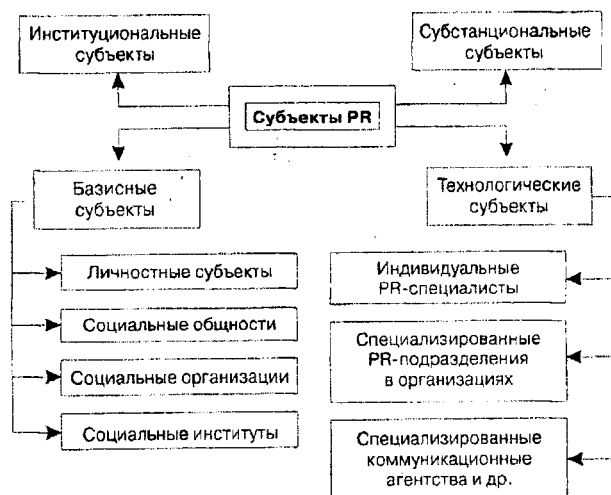 Институциональные
субъекты
Субстанциональные
субъекты
Субъекты PR
Базисные
субъекты
Технологические
субъекты
Личностные субъекты
Социальные общности
Социальные организации
Социальные институты
Индивидуальные
PR-специалисты
Специализированные
PR-подразделения
в организациях
Специализированные
коммуникационные
агентства и др.